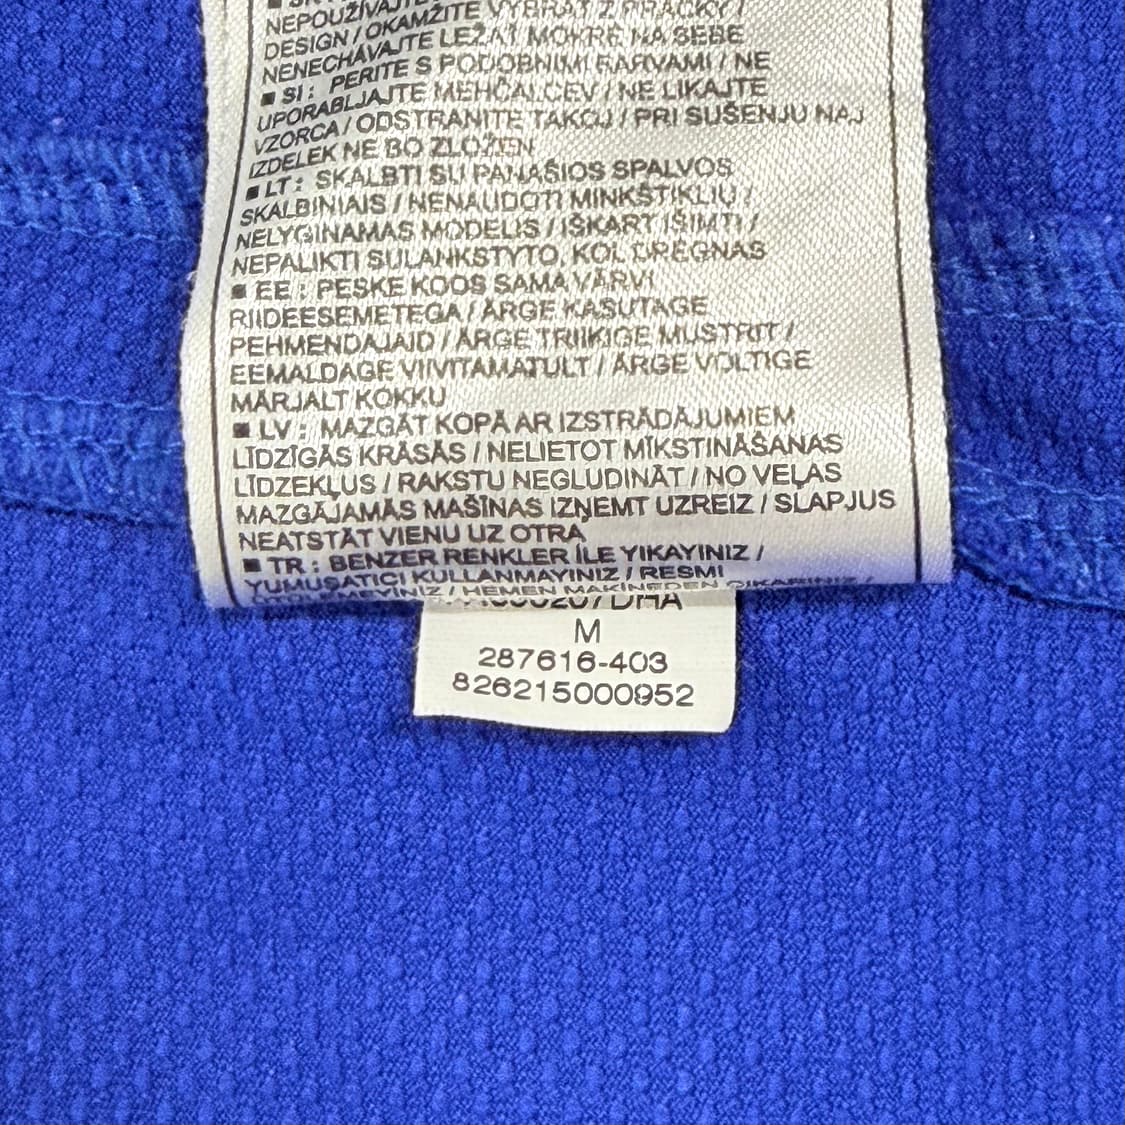 NEPOUŽÍVAJTE
DESIGN / OKAMŽITE VYBRAŤ Z PRÁČKY /
NENECHÁVAJTE LEŽAŤ MOKRÉ NA SEBE
■ SI : PERITE S PODOBNIMI BARVAMI / NE
UPORABLJAJTE MEHČALCEV / NE LIKAJTE
VZORCA / ODSTRANITE TAKOJ / PRI SUŠENJU NAJ
IZDELEK NE BO ZLOŽEN
■ LT : SKALBTI SU PANAŠIOS SPALVOS
SKALBINIAIS / NENAUDOTI MINKŠTIKLIŲ /
NELYGINAMAS MODELIS / IŠKART IŠIMTI /
NEPALIKTI SULANKSTYTO, KOL DRĖGNAS
■ EE : PESKE KOOS SAMA VÄRVI
RIIDEESEMETEGA / ÄRGE KASUTAGE
PEHMENDAJAID / ÄRGE TRIIKIGE MUSTRIT /
EEMALDAGE VIIVITAMATULT / ÄRGE VOLTIGE
MÄRJALT KOKKU
■ LV : MAZGĀT KOPĀ AR IZSTRĀDĀJUMIEM
LĪDZĪGĀS KRĀSĀS / NELIETOT MĪKSTINĀŠANAS
LĪDZEKĻUS / RAKSTU NEGLUDINĀT / NO VEĻAS
MAZGĀJAMĀS MAŠĪNAS IZŅEMT UZREIZ / SLAPJUS
NEATSTĀT VIENU UZ OTRA
■ TR : BENZER RENKLER İLE YIKAYINIZ /
YUMUŞATICI KULLANMAYINIZ / RESMI
/ HEMEN MAKİNEDEN ÇIKARINIZ /
M
287616-403
826215000952